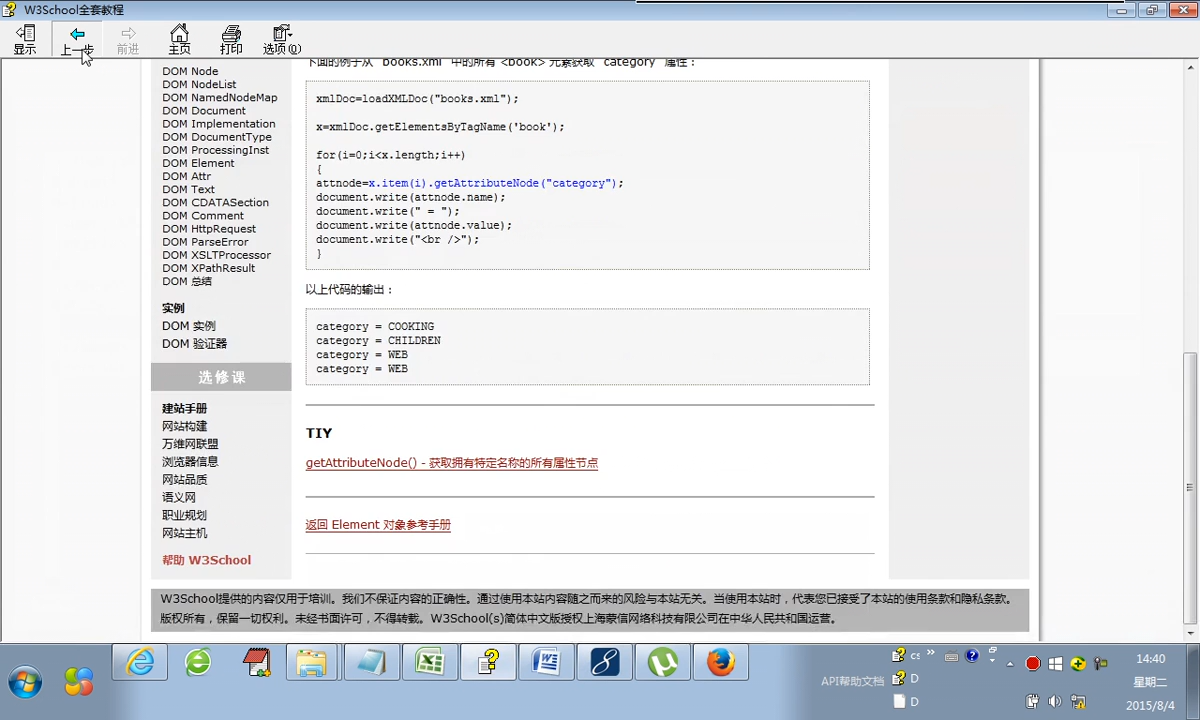 W3School全套教程
显示
上一步
前进
主页
打印
选项(O)
DOM Node
DOM NodeList
DOM NamedNodeMap
DOM Document
DOM Implementation
DOM DocumentType
DOM ProcessingInst
DOM Element
DOM Attr
DOM Text
DOM CDATASection
DOM Comment
DOM HttpRequest
DOM ParseError
DOM XSLTProcessor
DOM XPathResult
DOM 总结
实例
DOM 实例
DOM 验证器
选修课
建站手册
网站构建
万维网联盟
浏览器信息
网站品质
语义网
职业规划
网站主机
帮助 W3School
下面的例子从 "books.xml" 中的所有 <book> 元素获取 "category" 属性：
xmlDoc=loadXMLDoc("books.xml");
x=xmlDoc.getElementsByTagName('book');
for(i=0;i<x.length;i++)
{
attnode=x.item(i).getAttributeNode("category");
document.write(attnode.name);
document.write(" = ");
document.write(attnode.value);
document.write("<br />");
}
以上代码的输出：
category = COOKING
category = CHILDREN
category = WEB
category = WEB
TIY
getAttributeNode() - 获取拥有特定名称的所有属性节点
返回 Element 对象参考手册
W3School提供的内容仅用于培训。我们不保证内容的正确性。通过使用本站内容随之而来的风险与本站无关。当使用本站时，代表您已接受了本站的使用条款和隐私条款。
版权所有，保留一切权利。未经书面许可，不得转载。W3School(s)简体中文版授权上海蒙信网络科技有限公司在中华人民共和国运营。
API帮助文档
cs
D
D
14:40
星期二
2015/8/4